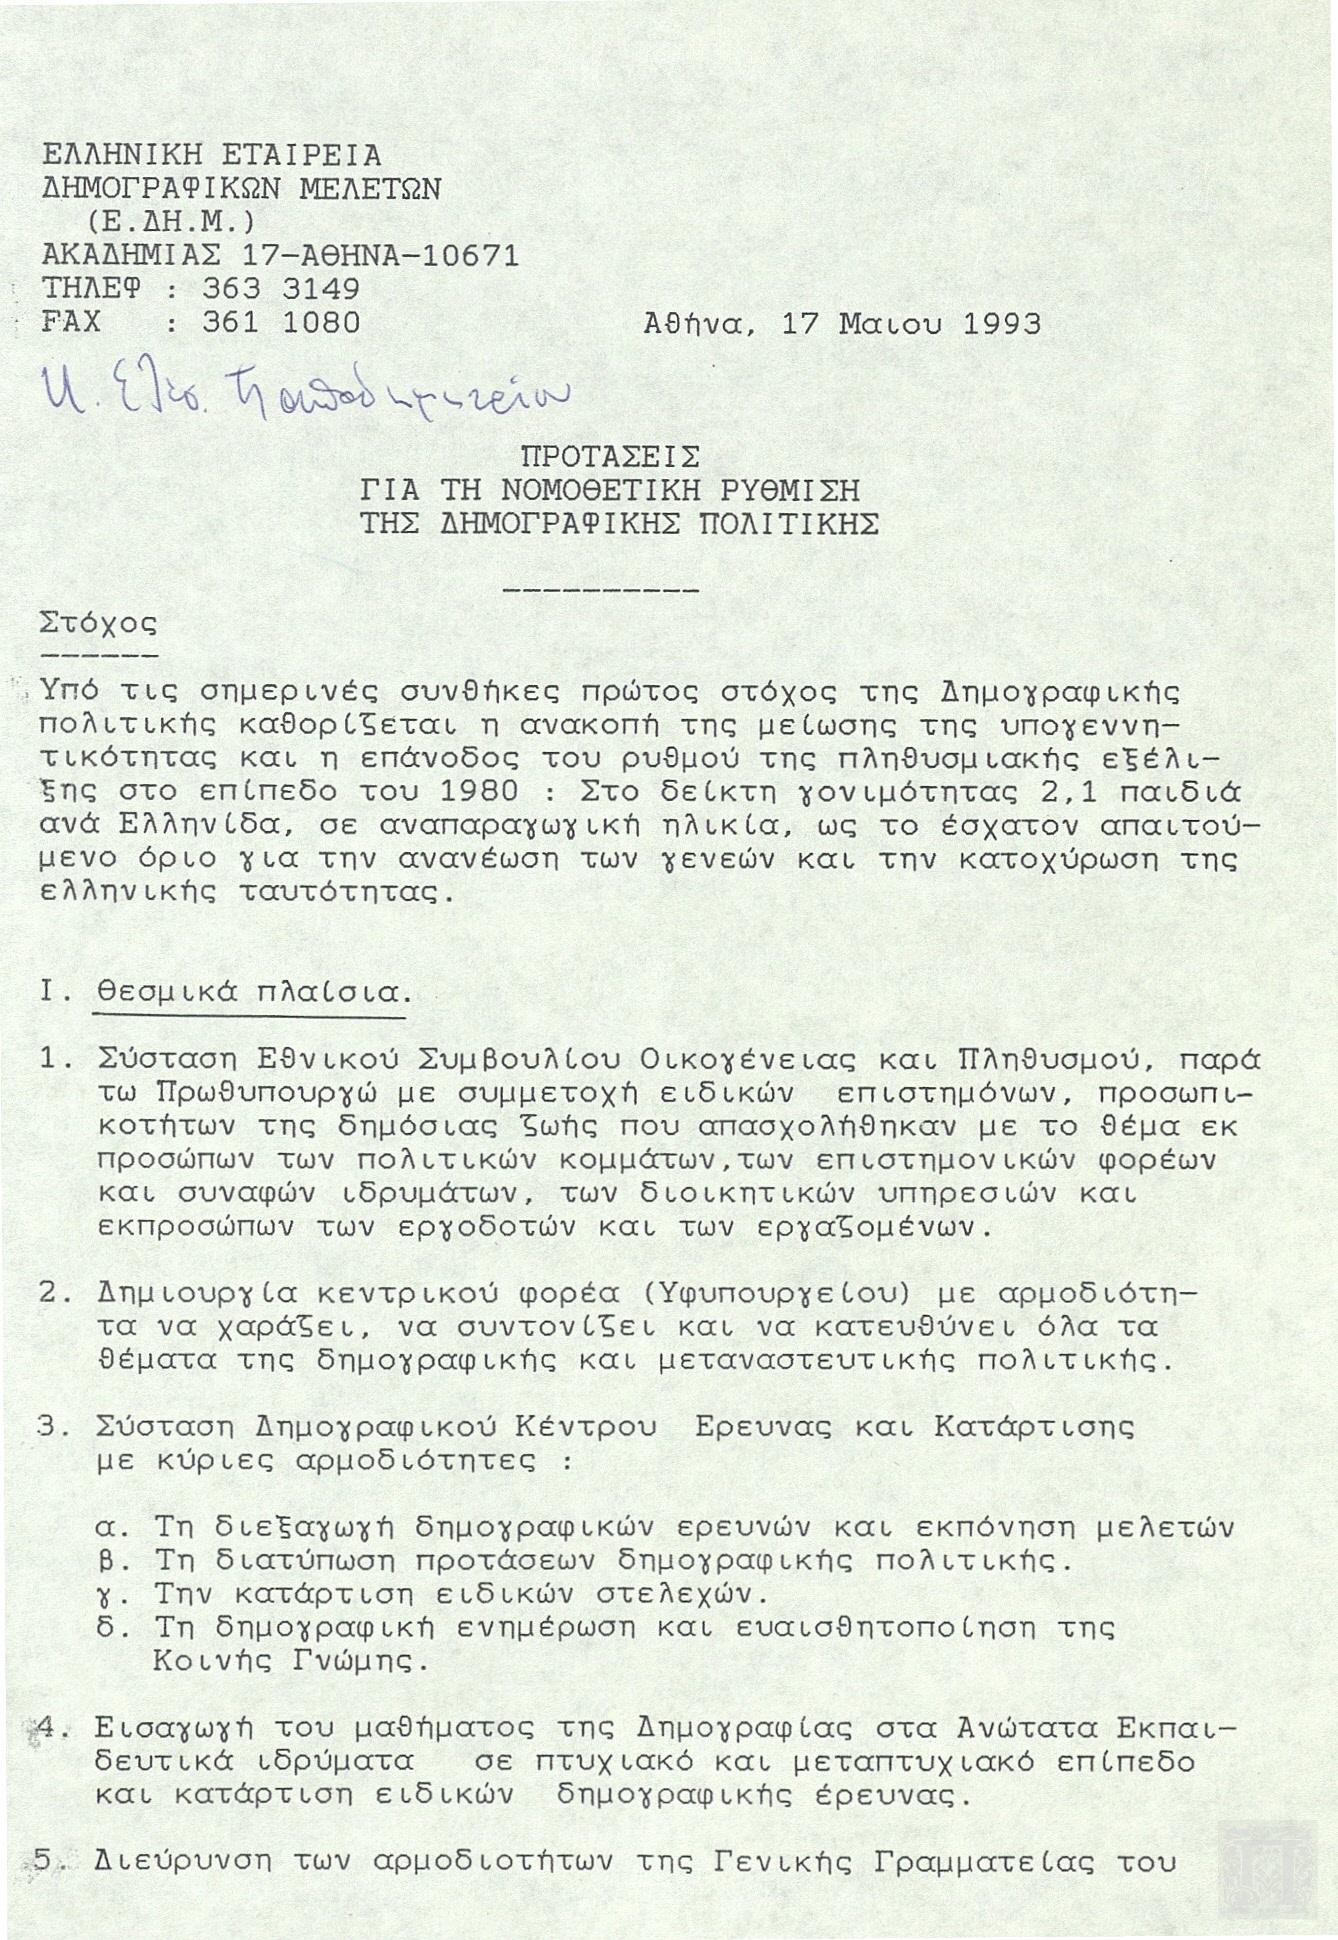 ΕΛΛΗΝΙΚΗ ΕΤΑΙΡΕΙΑ
ΔΗΜΟΓΡΑΦΙΚΩΝ ΜΕΛΕΤΩΝ
(Ε.ΔΗ.Μ.)
ΑΚΑΔΗΜΙΑΣ 17-ΑΘΗΝΑ-10671
ΤΗΛΕΦ : 363 3149
FAX : 361 1080
Αθήνα, 17 Μαιου 1993
Παπαδημητρίου
ΠΡΟΤΑΣΕΙΣ
ΓΙΑ ΤΗ ΝΟΜΟΘΕΤΙΚΗ ΡΥΘΜΙΣΗ
ΤΗΣ ΔΗΜΟΓΡΑΦΙΚΗΣ ΠΟΛΙΤΙΚΗΣ
----------
Στόχος
------
Υπό τις σημερινές συνθήκες πρώτος στόχος της Δημογραφικής
πολιτικής καθορίζεται η ανακοπή της μείωσης της υπογεννη-
τικότητας και η επάνοδος του ρυθμού της πληθυσμιακής εξέλι-
ξης στο επίπεδο του 1980 : Στο δείκτη γονιμότητας 2,1 παιδιά
ανά Ελληνίδα, σε αναπαραγωγική ηλικία, ως το έσχατον απαιτού-
μενο όριο για την ανανέωση των γενεών και την κατοχύρωση της
ελληνικής ταυτότητας.
Ι. Θεσμικά πλαίσια.
1. Σύσταση Εθνικού Συμβουλίου Οικογένειας και Πληθυσμού, παρά
τω Πρωθυπουργώ με συμμετοχή ειδικών επιστημόνων, προσωπι-
κοτήτων της δημόσιας ζωής που απασχολήθηκαν με το θέμα εκ
προσώπων των πολιτικών κομμάτων,των επιστημονικών φορέων
και συναφών ιδρυμάτων, των διοικητικών υπηρεσιών και
εκπροσώπων των εργοδοτών και των εργαζομένων.
2. Δημιουργία κεντρικού φορέα (Υφυπουργείου) με αρμοδιότη-
τα να χαράζει, να συντονίζει και να κατευθύνει όλα τα
θέματα της δημογραφικής και μεταναστευτικής πολιτικής.
3. Σύσταση Δημογραφικού Κέντρου Ερευνας και Κατάρτισης
με κύριες αρμοδιότητες :
α. Τη διεξαγωγή δημογραφικών ερευνών και εκπόνηση μελετών
β. Τη διατύπωση προτάσεων δημογραφικής πολιτικής.
γ. Την κατάρτιση ειδικών στελεχών.
δ. Τη δημογραφική ενημέρωση και ευαισθητοποίηση της
Κοινής Γνώμης.
4. Εισαγωγή του μαθήματος της Δημογραφίας στα Ανώτατα Εκπαι-
δευτικά ιδρύματα σε πτυχιακό και μεταπτυχιακό επίπεδο
και κατάρτιση ειδικών δημογραφικής έρευνας.
5. Διεύρυνση των αρμοδιοτήτων της Γενικής Γραμματείας του